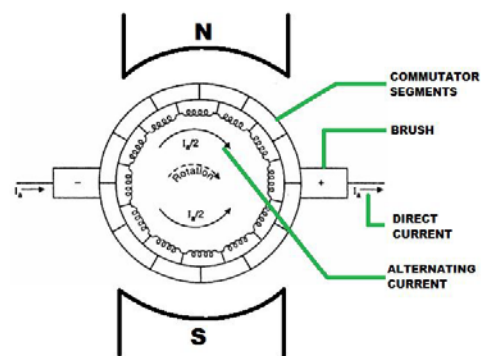 N
COMMUTATOR
SEGMENTS
BRUSH
Iₐ/2
Rotation
Iₐ
−
+
Iₐ
Iₐ/2
DIRECT
CURRENT
ALTERNATING
CURRENT
S